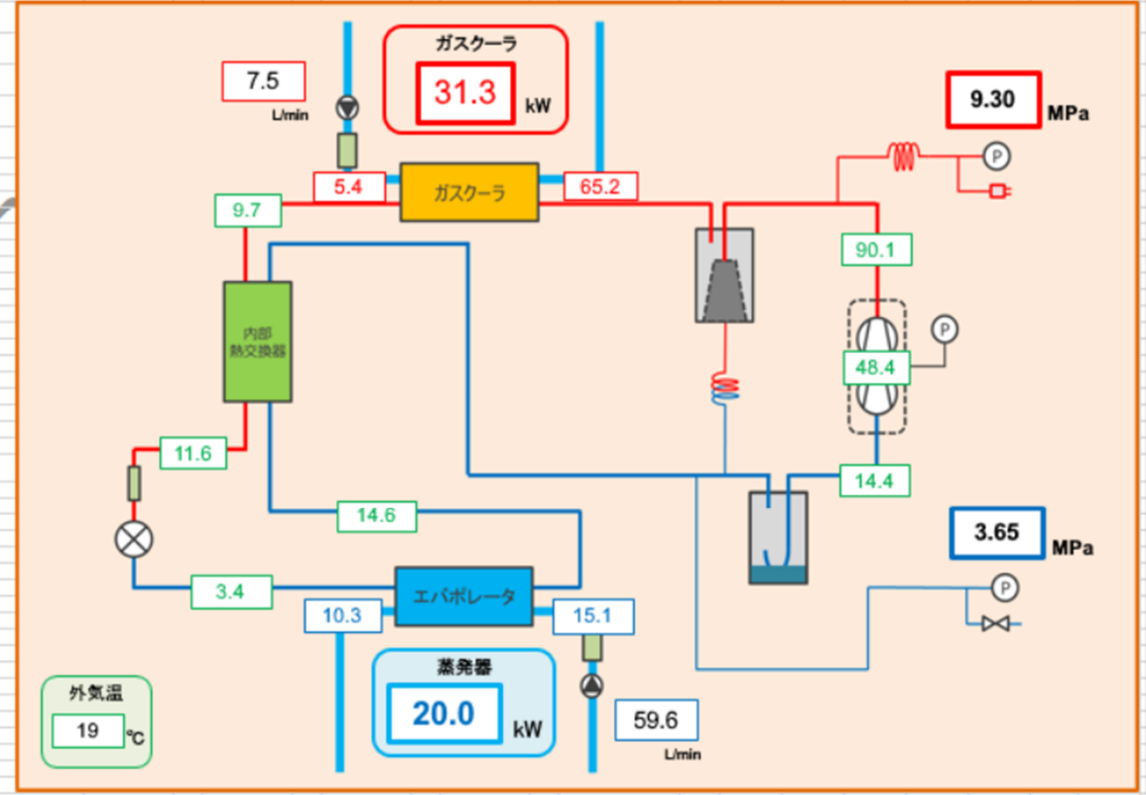 ガスクーラ
31.3 kW
7.5
L/min
9.30 MPa
P
5.4
ガスクーラ
65.2
9.7
90.1
内部
熱交換器
P
48.4
11.6
14.4
14.6
3.65 MPa
3.4
エバポレータ
P
10.3
15.1
蒸発器
20.0 kW
外気温
19 ℃
59.6
L/min